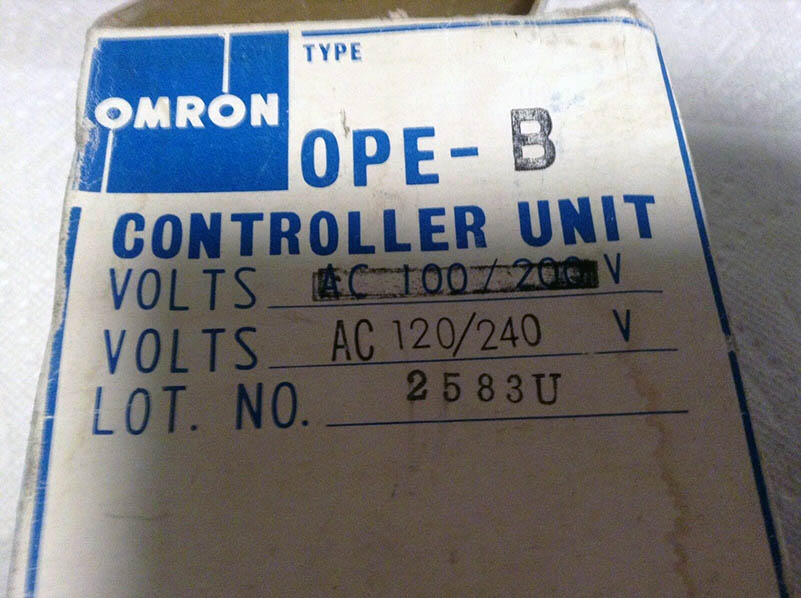 TYPE
OMRON
OPE-B
CONTROLLER UNIT
VOLTS AC 100/200 V
VOLTS AC 120/240 V
LOT. NO. 2583U